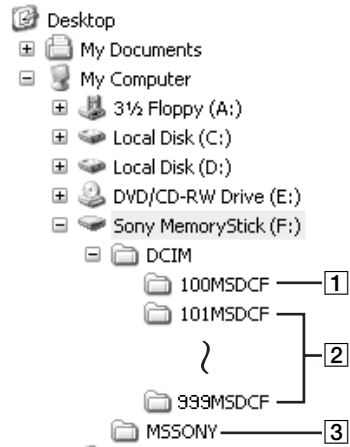 Desktop
My Documents
My Computer
3½ Floppy (A:)
Local Disk (C:)
Local Disk (D:)
DVD/CD-RW Drive (E:)
Sony MemoryStick (F:)
DCIM
100MSDCF 1
101MSDCF
2
999MSDCF
MSSONY 3